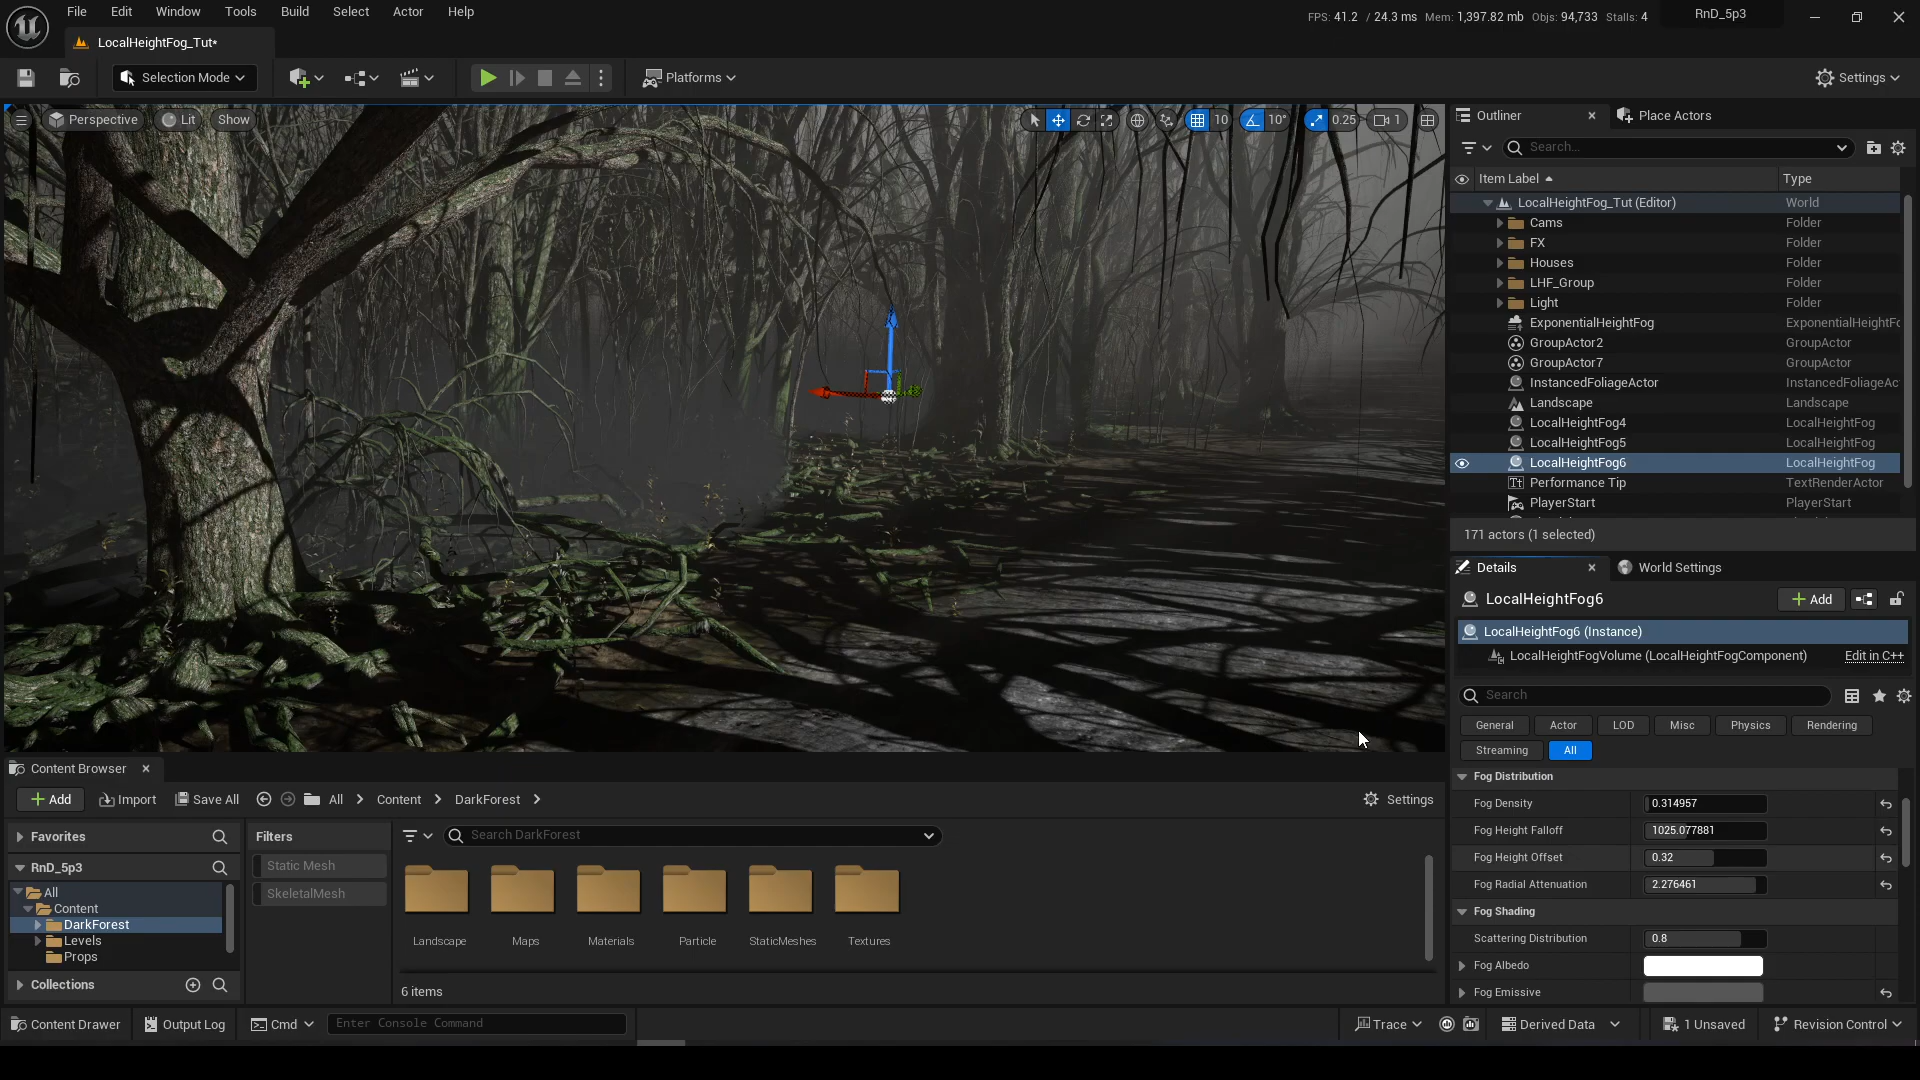 File Edit Window Tools Build Select Actor Help
FPS: 41.2 / 24.3 ms Mem: 1,397.82 mb Objs: 94,733 Stalls: 4
RnD_5p3
LocalHeightFog_Tut*
Selection Mode
Platforms
Settings
Perspective Lit Show
10 10° 0.25 1
Outliner
Place Actors
Search...
Item Label Type
LocalHeightFog_Tut (Editor) World
Cams Folder
FX Folder
Houses Folder
LHF_Group Folder
Light Folder
ExponentialHeightFog ExponentialHeightFo
GroupActor2 GroupActor
GroupActor7 GroupActor
InstancedFoliageActor InstancedFoliageAc
Landscape Landscape
LocalHeightFog4 LocalHeightFog
LocalHeightFog5 LocalHeightFog
LocalHeightFog6 LocalHeightFog
Performance Tip TextRenderActor
PlayerStart PlayerStart
171 actors (1 selected)
Details
World Settings
LocalHeightFog6
Add
LocalHeightFog6 (Instance)
LocalHeightFogVolume (LocalHeightFogComponent) Edit in C++
Search
General Actor LOD Misc Physics Rendering
Streaming All
Fog Distribution
Fog Density 0.314957
Fog Height Falloff 1025.077881
Fog Height Offset 0.32
Fog Radial Attenuation 2.276461
Fog Shading
Scattering Distribution 0.8
Fog Albedo
Fog Emissive
Content Browser
Add Import Save All All Content DarkForest
Settings
Favorites
RnD_5p3
All
Content
DarkForest
Levels
Props
Collections
Filters
Static Mesh
SkeletalMesh
Search DarkForest
Landscape Maps Materials Particle StaticMeshes Textures
6 items
Content Drawer Output Log Cmd Enter Console Command
Trace Derived Data 1 Unsaved Revision Control